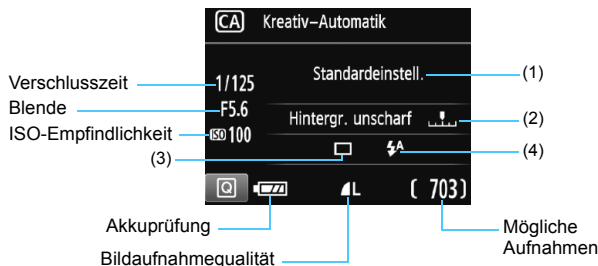 CA Kreativ-Automatik
Standardeinstell. (1)
Verschlusszeit 1/125
Blende F5.6
Hintergr. unscharf (2)
ISO-Empfindlichkeit ISO 100
(3) (4)
A
Q L ( 703)
Akkuprüfung
Mögliche
Aufnahmen
Bildaufnahmequalität